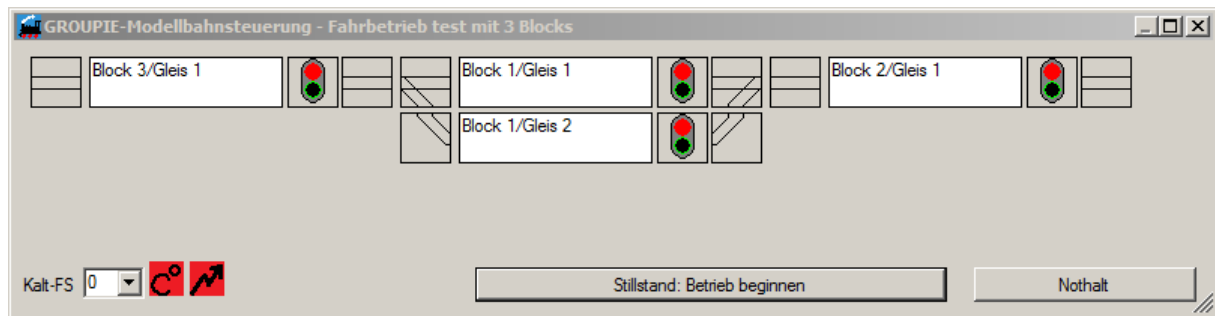 GROUPIE-Modellbahnsteuerung - Fahrbetrieb test mit 3 Blocks
Block 3/Gleis 1
Block 1/Gleis 1
Block 2/Gleis 1
Block 1/Gleis 2
Kalt-FS 0 C°
Stillstand: Betrieb beginnen
Nothalt